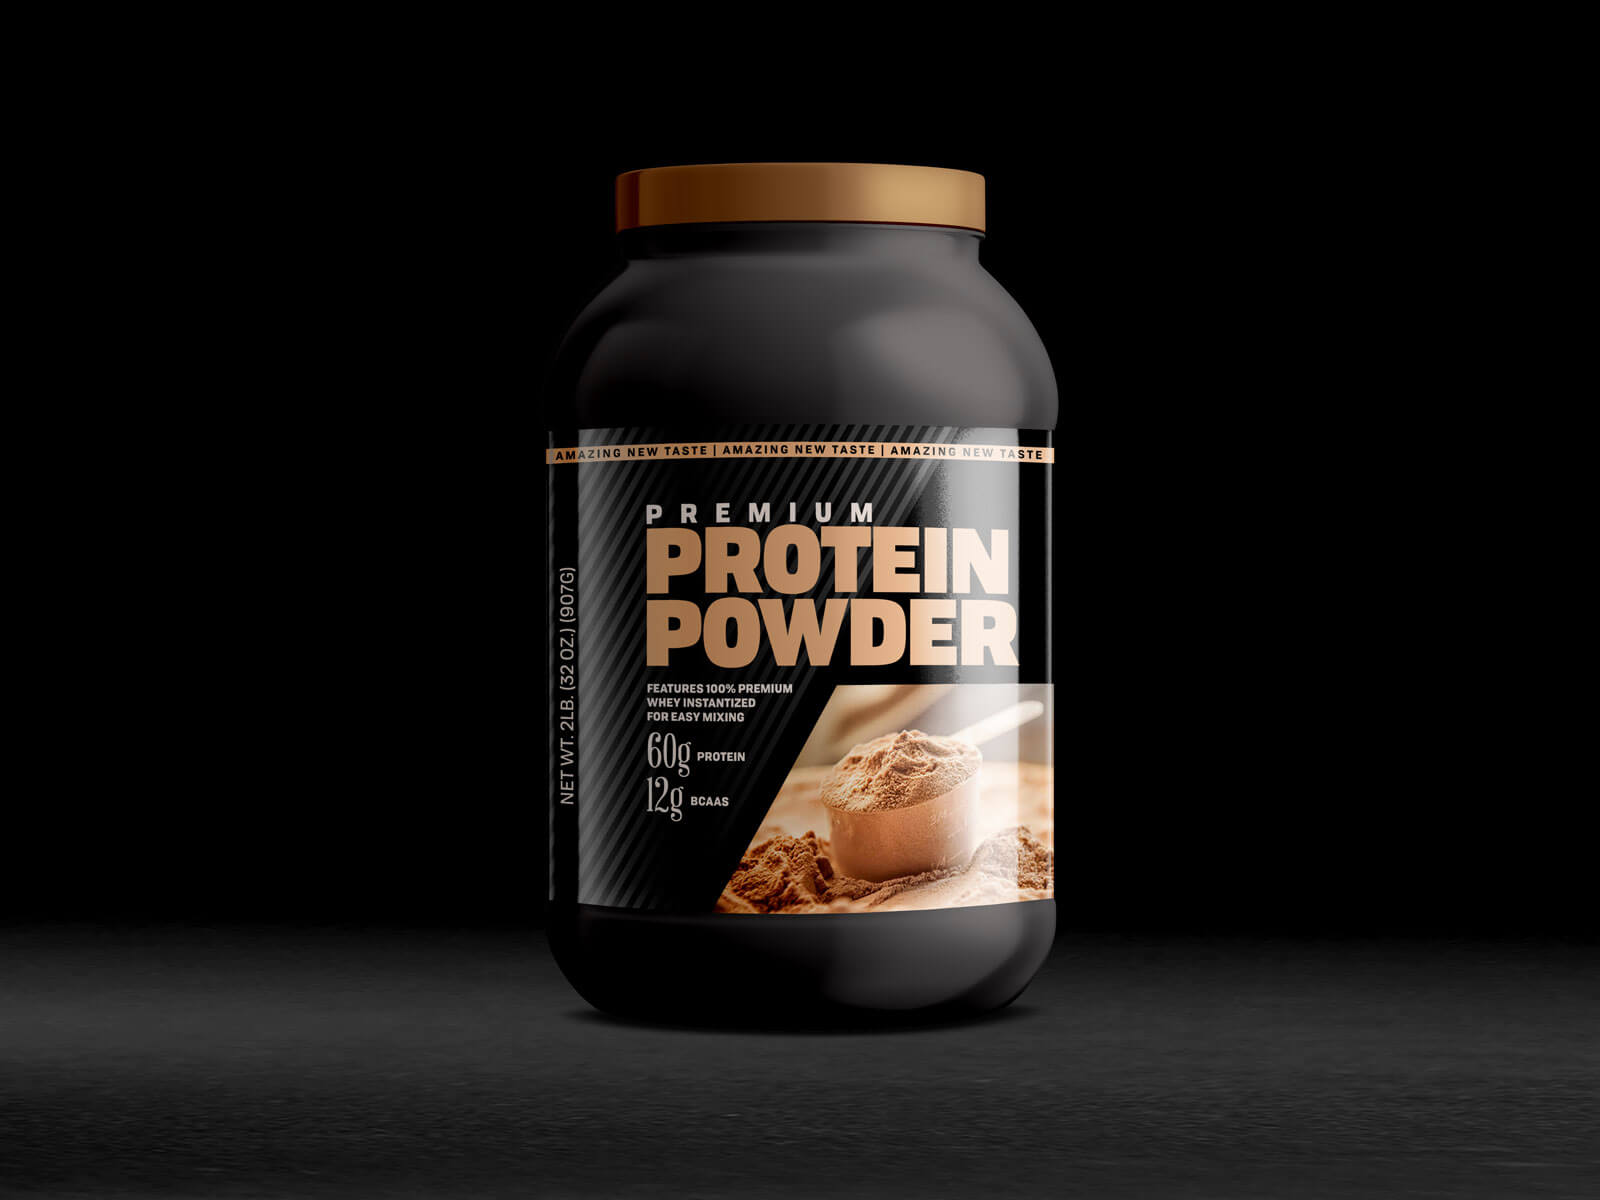 AMAZING NEW TASTE | AMAZING NEW TASTE | AMAZING NEW TASTE
PREMIUM
PROTEIN
POWDER
FEATURES 100% PREMIUM
WHEY INSTANTIZED
FOR EASY MIXING
60g PROTEIN
12g BCAAS
NET WT. 2LB. (32 OZ.) (907G)